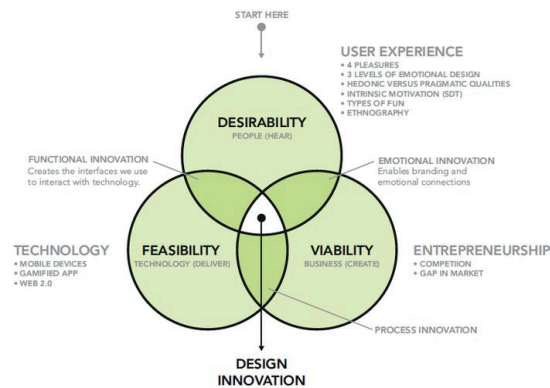 START HERE
USER EXPERIENCE
• 4 PLEASURES
• 3 LEVELS OF EMOTIONAL DESIGN
• HEDONIC VERSUS PRAGMATIC QUALITIES
• INTRINSIC MOTIVATION (SDT)
• TYPES OF FUN
• ETHNOGRAPHY
DESIRABILITY
PEOPLE (HEAR)
FUNCTIONAL INNOVATION
Creates the interfaces we use
to interact with technology.
EMOTIONAL INNOVATION
Enables branding and
emotional connections
TECHNOLOGY
• MOBILE DEVICES
• GAMIFIED APP
• WEB 2.0
FEASIBILITY
TECHNOLOGY (DELIVER)
VIABILITY
BUSINESS (CREATE)
ENTREPRENEURSHIP
• COMPETION
• GAP IN MARKET
PROCESS INNOVATION
DESIGN
INNOVATION